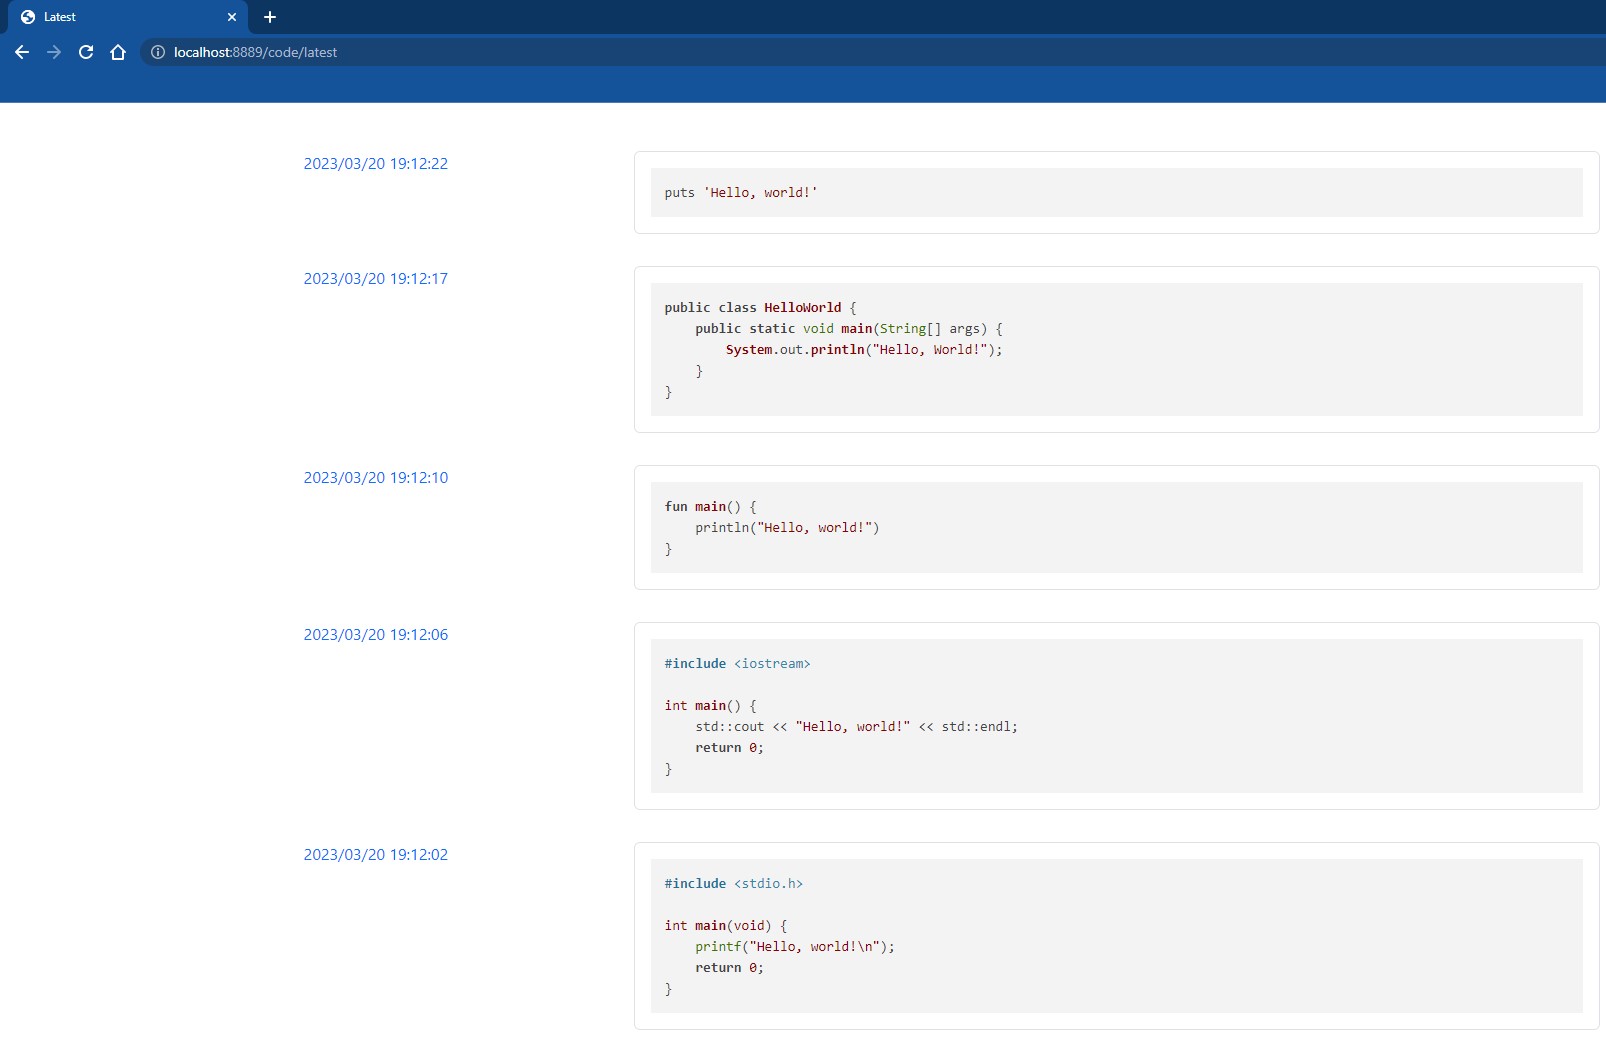 Latest
localhost:8889/code/latest
2023/03/20 19:12:22
puts 'Hello, world!'
2023/03/20 19:12:17
public class HelloWorld {
    public static void main(String[] args) {
        System.out.println("Hello, World!");
    }
}
2023/03/20 19:12:10
fun main() {
    println("Hello, world!")
}
2023/03/20 19:12:06
#include <iostream>
int main() {
    std::cout << "Hello, world!" << std::endl;
    return 0;
}
2023/03/20 19:12:02
#include <stdio.h>
int main(void) {
    printf("Hello, world!\n");
    return 0;
}